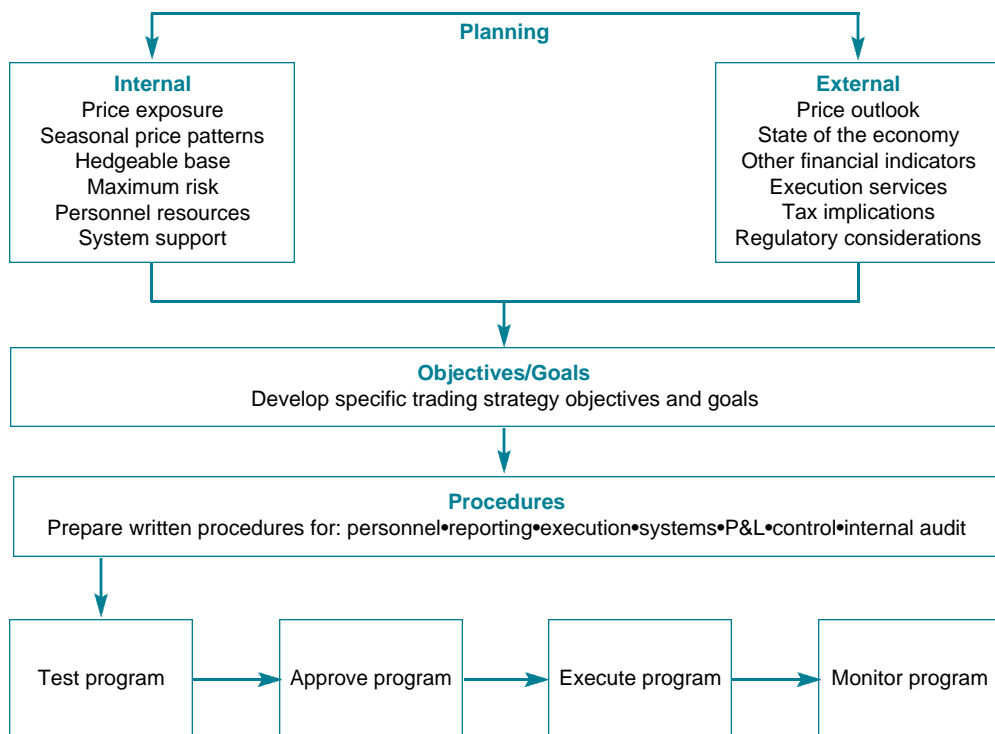 Planning
Internal
Price exposure
Seasonal price patterns
Hedgeable base
Maximum risk
Personnel resources
System support
External
Price outlook
State of the economy
Other financial indicators
Execution services
Tax implications
Regulatory considerations
Objectives/Goals
Develop specific trading strategy objectives and goals
Procedures
Prepare written procedures for: personnel•reporting•execution•systems•P&L•control•internal audit
Test program
Approve program
Execute program
Monitor program